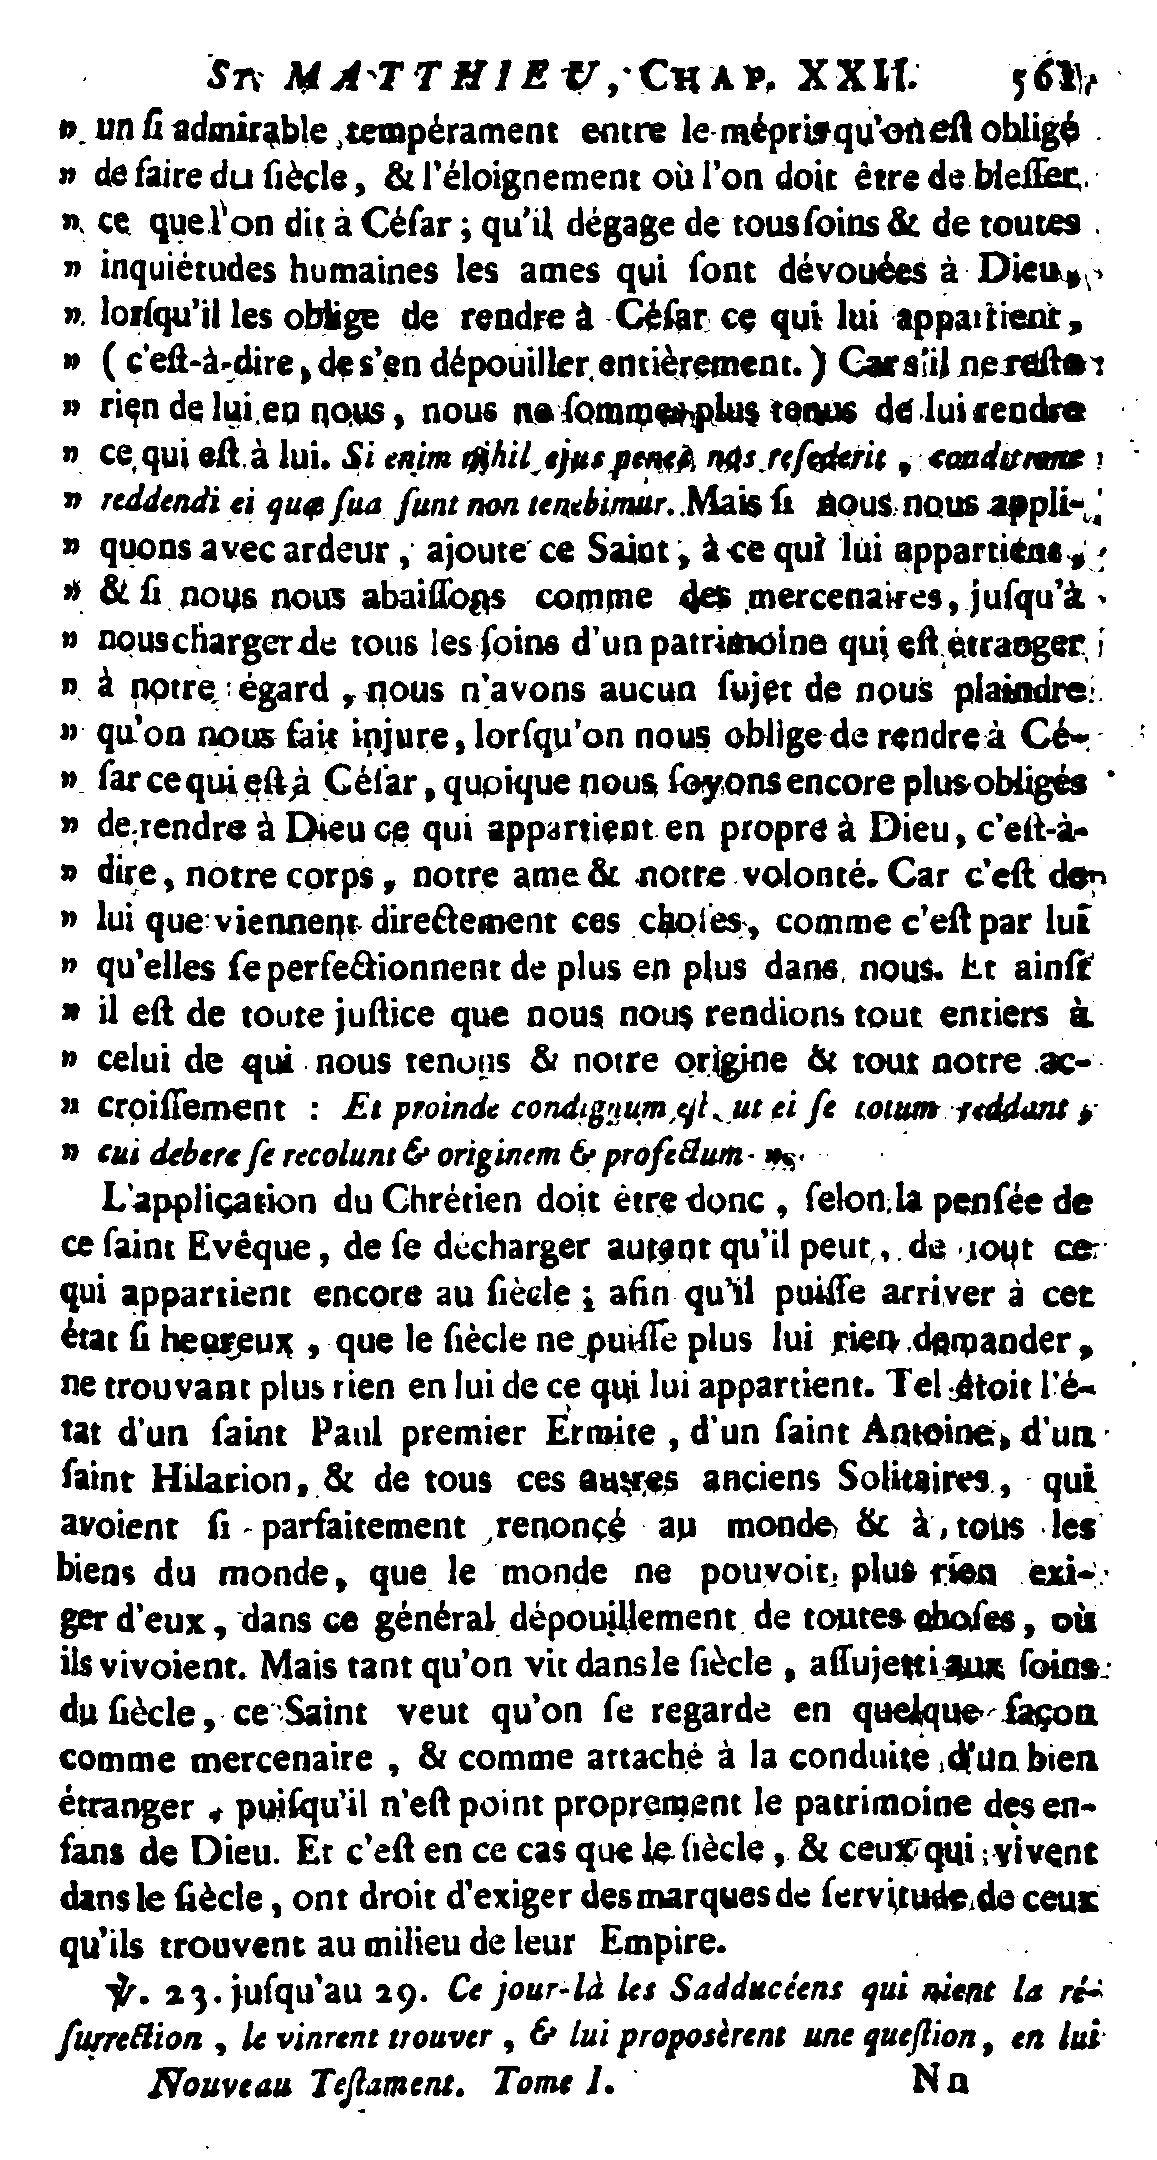 St. MATTHIEU, CHAP. XXII. 561
" un ſi admirable tempérament entre le mépris qu'on eſt obligé
" de faire du ſiècle, & l'éloignement où l'on doit être de bleſſer
" ce que l'on dit à Céſar ; qu'il dégage de tous ſoins & de toutes
" inquiétudes humaines les ames qui ſont dévouées à Dieu,
" lorſqu'il les oblige de rendre à Céſar ce qui lui appartient,
" ( c'eſt-à-dire, de s'en dépouiller entièrement. ) Car s'il ne reſte
" rien de lui en nous, nous ne ſommes plus tenus de lui rendre
" ce qui eſt à lui. Si enim nihil ejus penes nos reſederit, conditione
" reddendi ei quæ ſua ſunt non tenebimur. Mais ſi nous nous appli-
" quons avec ardeur, ajoute ce Saint, à ce qui lui appartient,
" & ſi nous nous abaiſſons comme des mercenaires, juſqu'à
" nous charger de tous les ſoins d'un patrimoine qui eſt étranger
" à notre égard, nous n'avons aucun ſujet de nous plaindre
" qu'on nous fait injure, lorſqu'on nous oblige de rendre à Cé-
" ſar ce qui eſt à Céſar, quoique nous ſoyons encore plus obligés
" de rendre à Dieu ce qui appartient en propre à Dieu, c'eſt-à-
" dire, notre corps, notre ame & notre volonté. Car c'eſt de
" lui que viennent directement ces choſes, comme c'eſt par lui
" qu'elles ſe perfectionnent de plus en plus dans nous. Et ainſi
" il eſt de toute juſtice que nous nous rendions tout entiers à
" celui de qui nous tenons & notre origine & tout notre ac-
" croiſſement : Et proinde condignum eſt ut ei ſe totum reddant,
" cui debere ſe recolunt & originem & profectum ".
L'application du Chrétien doit être donc, ſelon la penſée de
ce ſaint Evêque, de ſe décharger autant qu'il peut, de tout ce
qui appartient encore au ſiècle ; afin qu'il puiſſe arriver à cet
état ſi heureux, que le ſiècle ne puiſſe plus lui rien demander,
ne trouvant plus rien en lui de ce qui lui appartient. Tel étoit l'é-
tat d'un ſaint Paul premier Ermite, d'un ſaint Antoine, d'un
ſaint Hilarion, & de tous ces autres anciens Solitaires, qui
avoient ſi parfaitement renoncé au monde & à tous les
biens du monde, que le monde ne pouvoit plus rien exi-
ger d'eux, dans ce général dépouillement de toutes choſes, où
ils vivoient. Mais tant qu'on vit dans le ſiècle, aſſujetti aux ſoins
du ſiècle, ce Saint veut qu'on ſe regarde en quelque façon
comme mercenaire, & comme attaché à la conduite d'un bien
étranger, puiſqu'il n'eſt point proprement le patrimoine des en-
fans de Dieu. Et c'eſt en ce cas que le ſiècle, & ceux qui vivent
dans le ſiècle, ont droit d'exiger des marques de ſervitude de ceux
qu'ils trouvent au milieu de leur Empire.
℣. 23. juſqu'au 29. Ce jour-là les Sadducéens qui nient la ré-
ſurrection, le vinrent trouver, & lui propoſèrent une queſtion, en lui
Nouveau Teſtament. Tome I. Nn